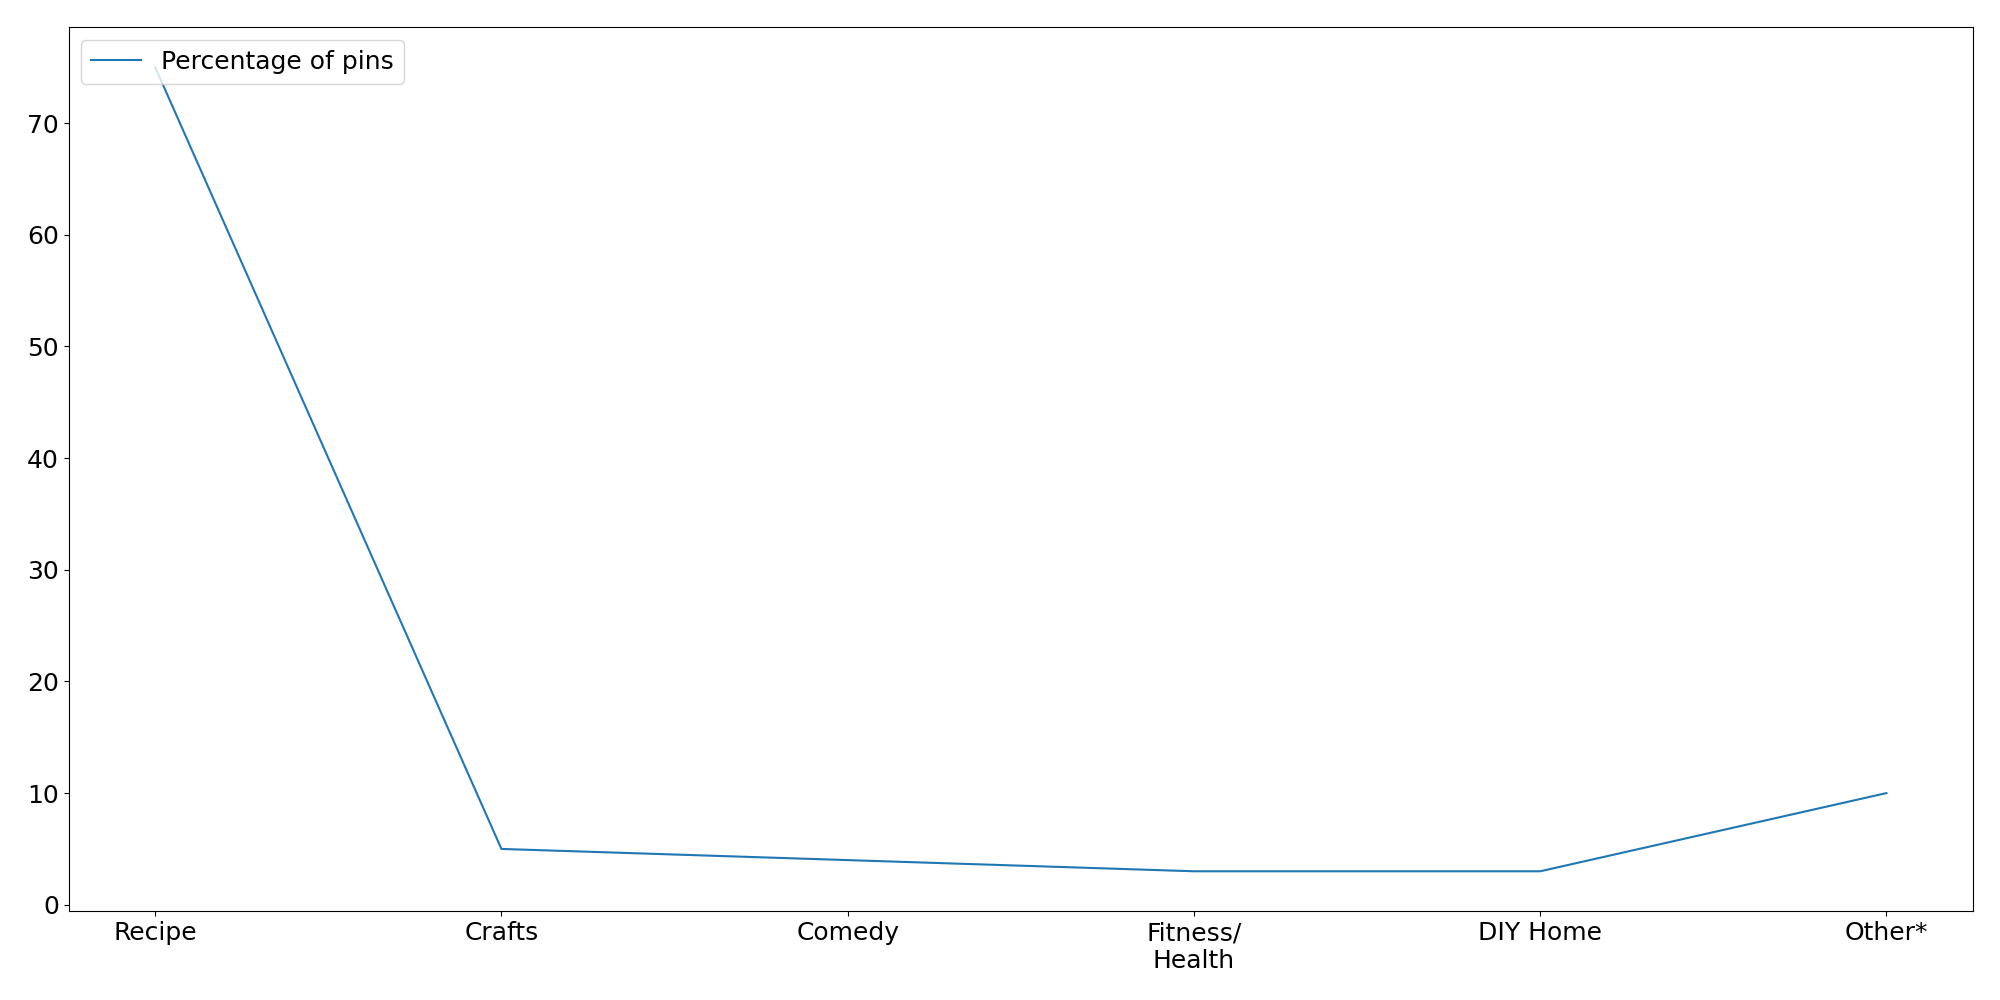 Percentage of pins
70
60
50
40
30
20
10
0
Recipe
Crafts
Comedy
Fitness/
Health
DIY Home
Other*